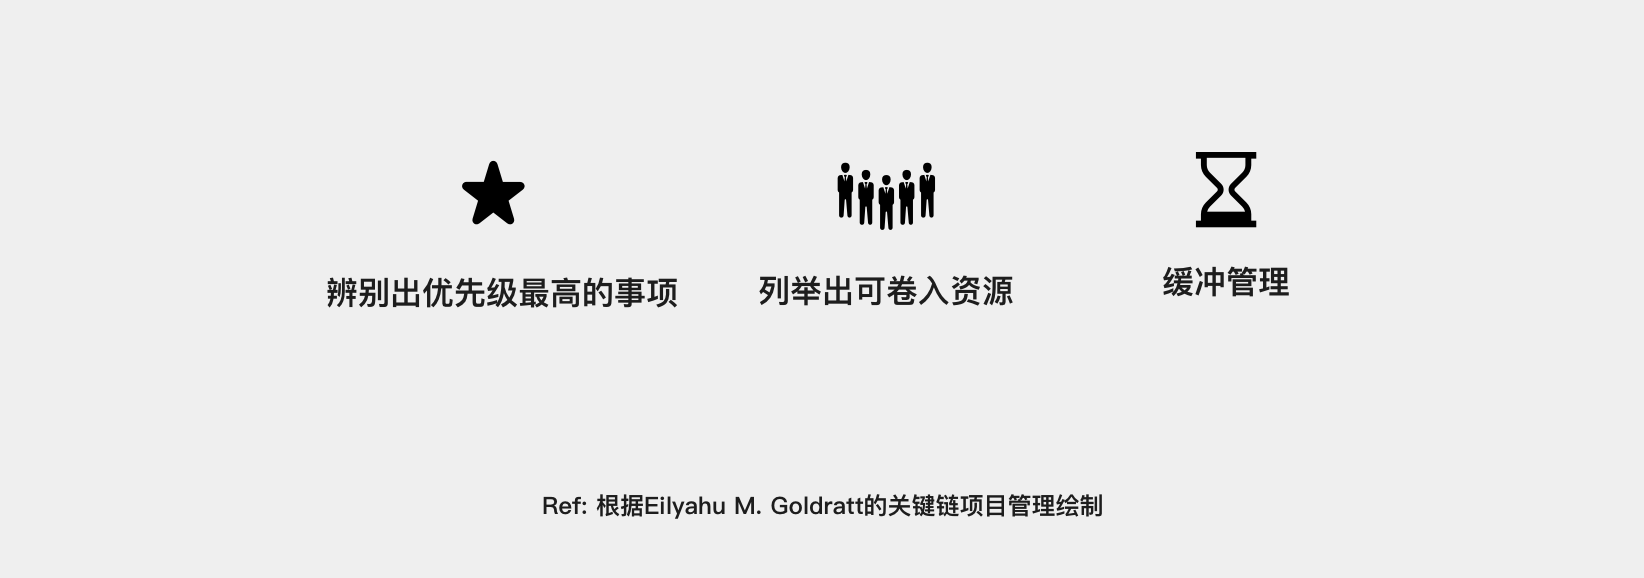 辨别出优先级最高的事项
列举出可卷入资源
缓冲管理
Ref: 根据Eilyahu M. Goldratt的关键链项目管理绘制